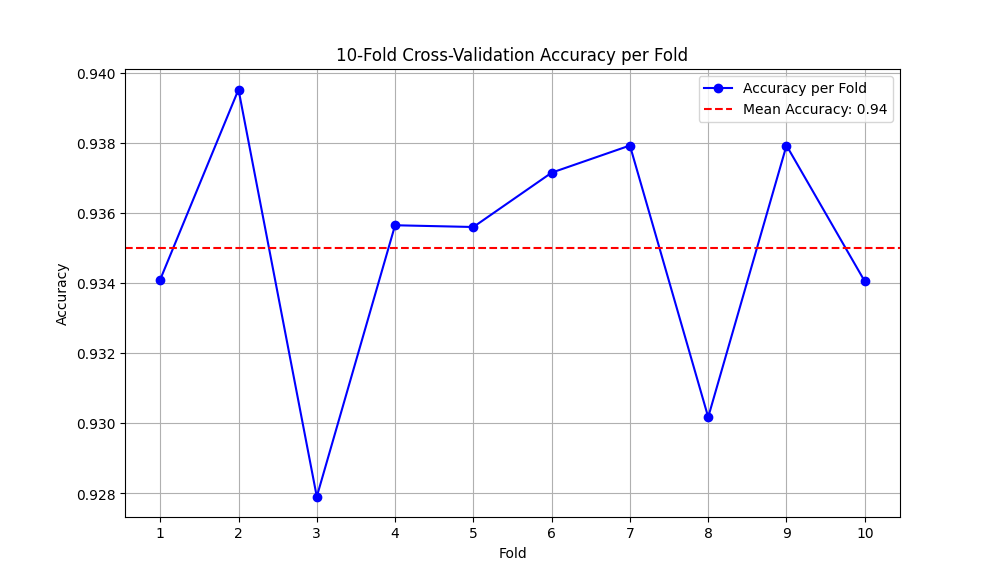 10-Fold Cross-Validation Accuracy per Fold
Accuracy per Fold
Mean Accuracy: 0.94
Accuracy
0.940
0.938
0.936
0.934
0.932
0.930
0.928
1 2 3 4 5 6 7 8 9 10
Fold